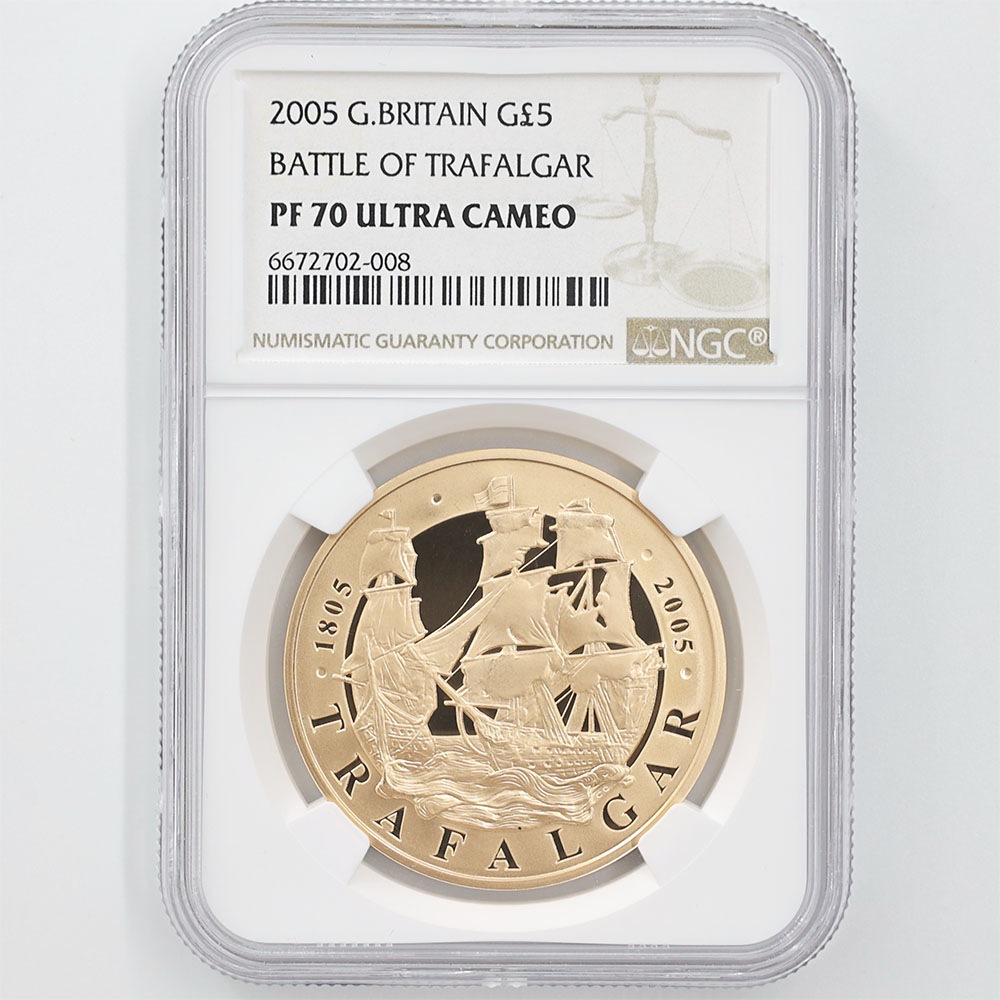 2005 G.BRITAIN G£5
BATTLE OF TRAFALGAR
PF 70 ULTRA CAMEO
6672702-008
NUMISMATIC GUARANTY CORPORATION
NGC®
1805
2005
TRAFALGAR